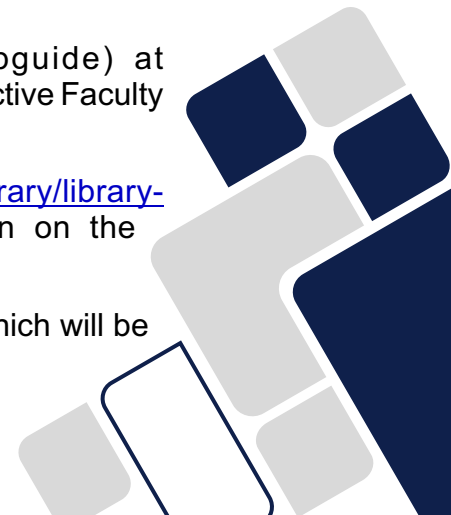 oguide) at
ctive Faculty
rary/library-
n on the
hich will be